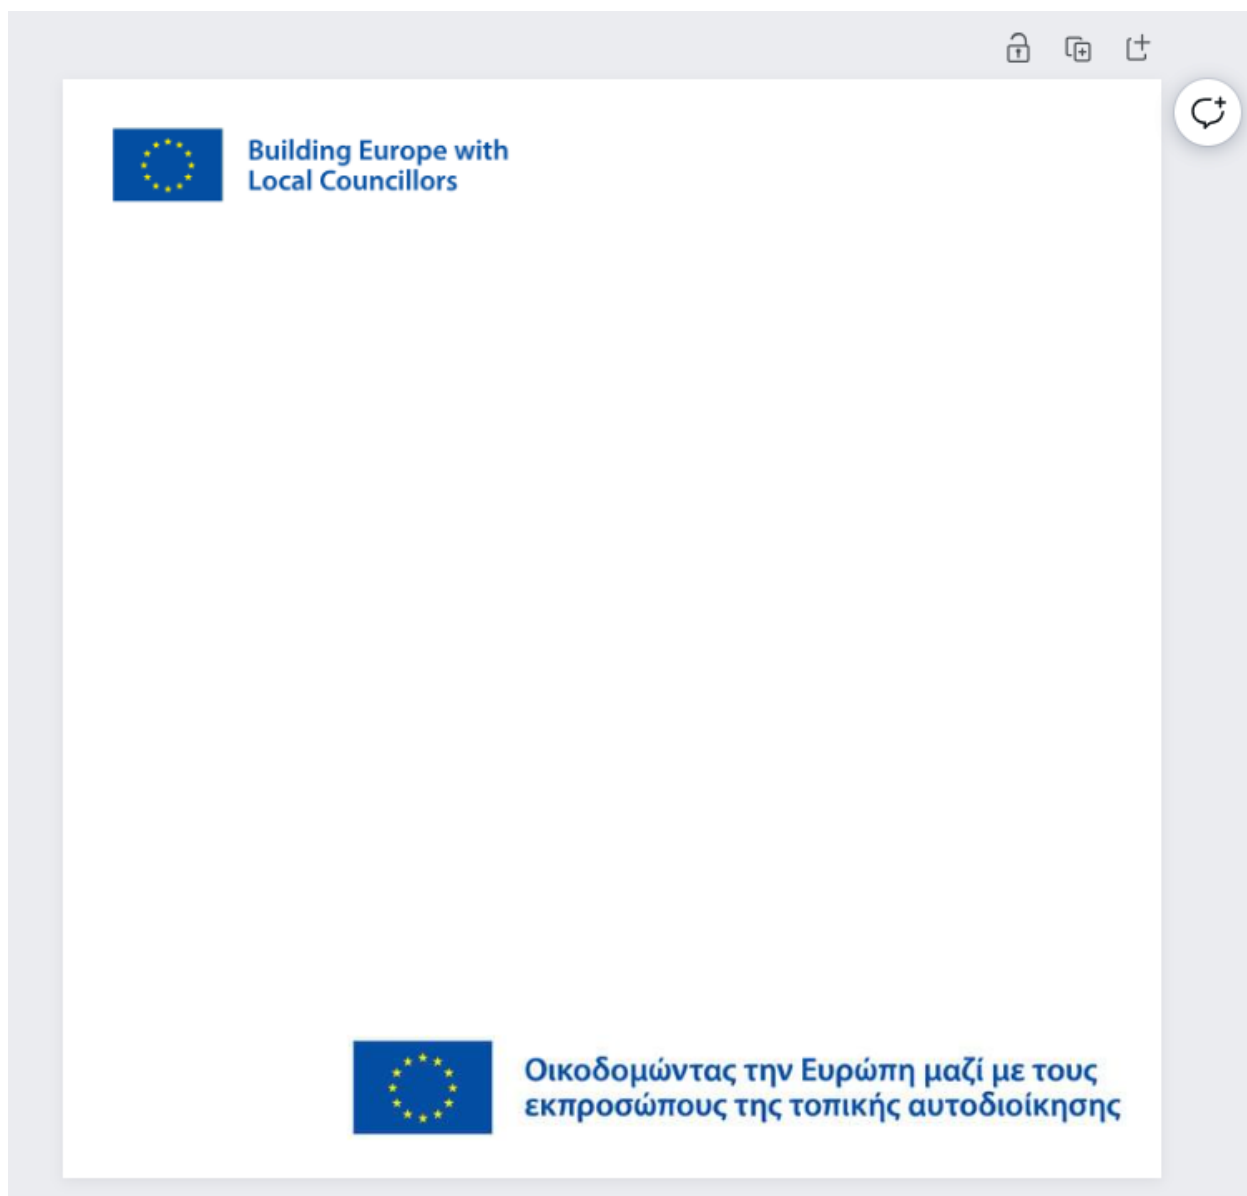 Building Europe with
Local Councillors
Οικοδομώντας την Ευρώπη μαζί με τους
εκπροσώπους της τοπικής αυτοδιοίκησης